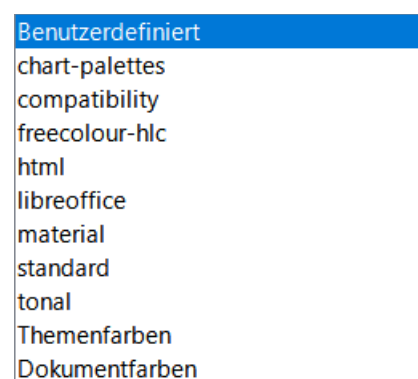 Benutzerdefiniert
chart-palettes
compatibility
freecolour-hlc
html
libreoffice
material
standard
tonal
Themenfarben
Dokumentfarben